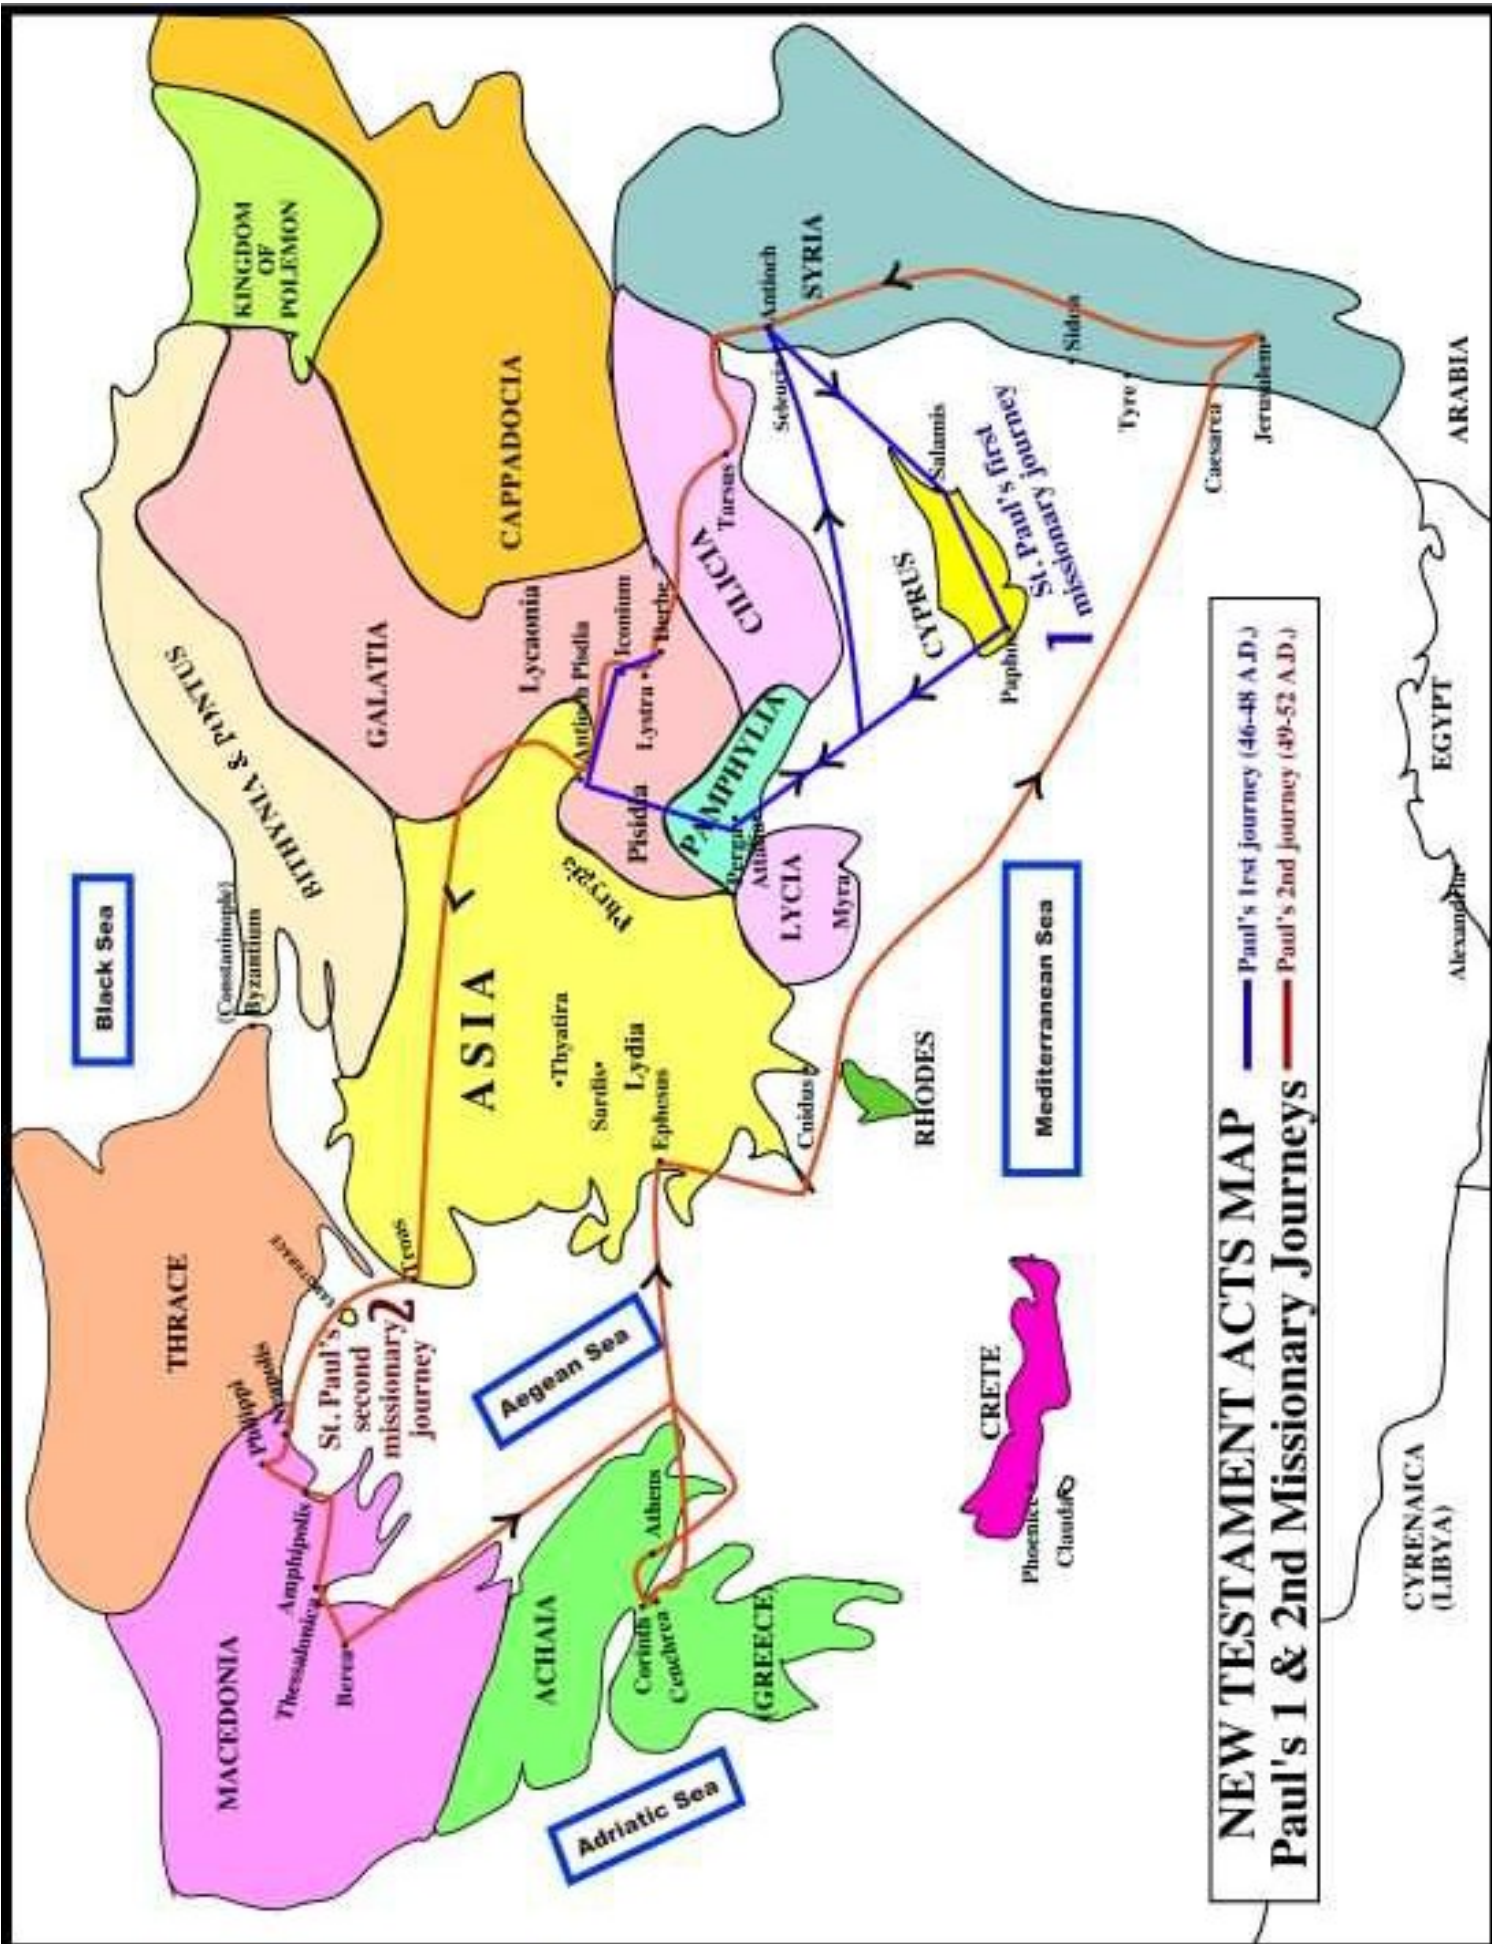 Black Sea
THRACE
(Constaninople)
Byzantium
BITHYNIA & PONTUS
KINGDOM
OF
POLEMON
MACEDONIA
Philippi
Neapolis
Amphipolis
Thessalonica
Berea
St. Paul's
second
missionary
journey
2
Troas
GALATIA
CAPPADOCIA
Lycaonia
ASIA
Phrygia
Thyatira
Sardis
Lydia
Ephesus
Antioch Pisdia
Iconium
Lystra
Derbe
Pisidia
PAMPHYLIA
Perga
LYCIA
Myra
CILICIA
Tarsus
Antioch
SYRIA
Seleucia
Aegean Sea
ACHAIA
Athens
Corinth
Cenchrea
(GREECE)
Adriatic Sea
Cnidus
RHODES
CYPRUS
Salamis
Paphos
St. Paul's first
missionary journey
1
Sidon
Tyre
Caesarea
Jerusalem
Mediterranean Sea
CRETE
Phoenice
Clauda
NEW TESTAMENT ACTS MAP
Paul's 1 & 2nd Missionary Journeys
Paul's 1rst journey (46-48 A.D.)
Paul's 2nd journey (49-52 A.D.)
CYRENAICA
(LIBYA)
Alexandria
EGYPT
ARABIA